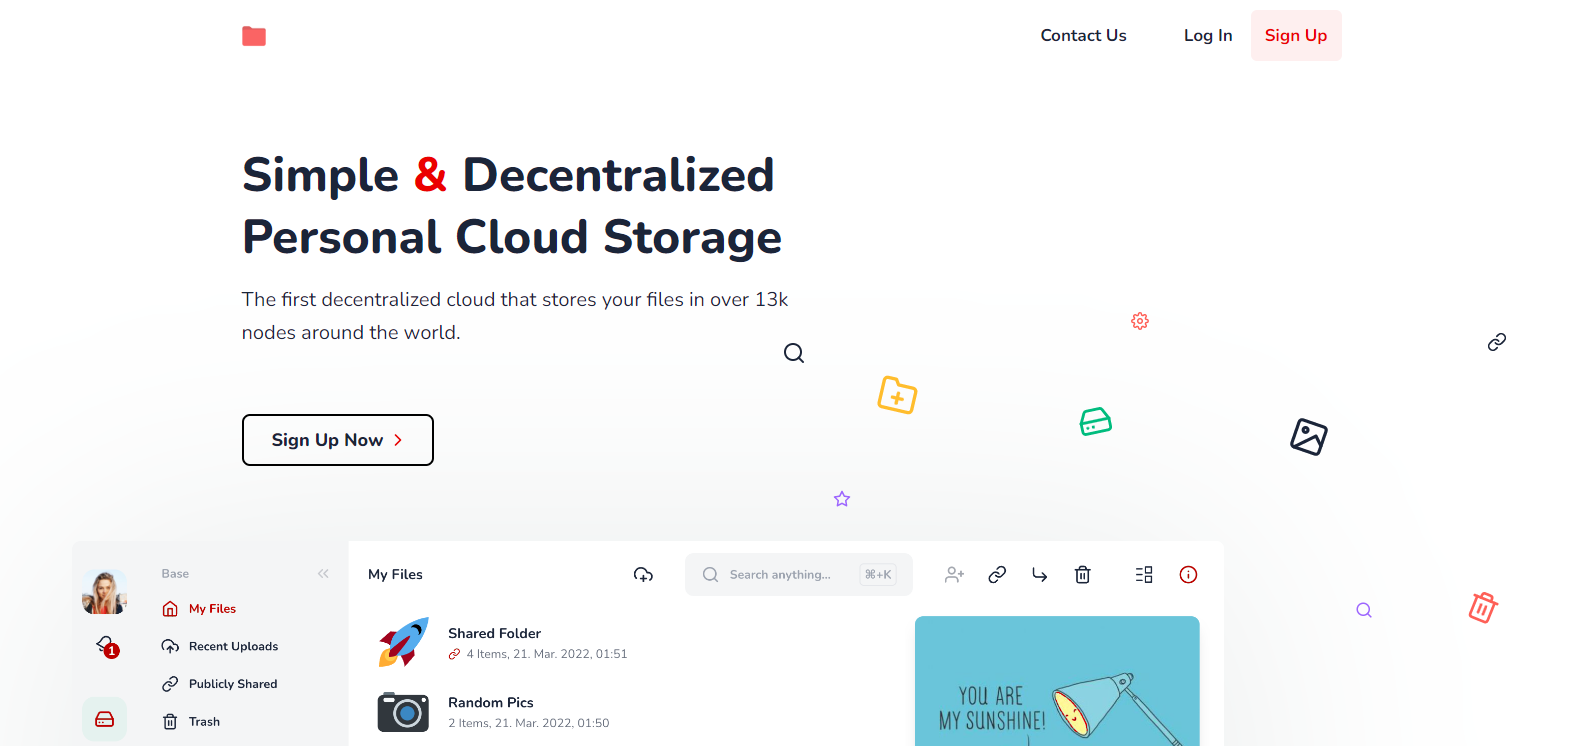 Contact Us
Log In
Sign Up
Simple & Decentralized
Personal Cloud Storage
The first decentralized cloud that stores your files in over 13k
nodes around the world.
Sign Up Now
Base
My Files
Recent Uploads
Publicly Shared
Trash
1
My Files
Search anything...
⌘+K
Shared Folder
4 Items, 21. Mar. 2022, 01:51
Random Pics
2 Items, 21. Mar. 2022, 01:50
YOU ARE
MY SUNSHINE!